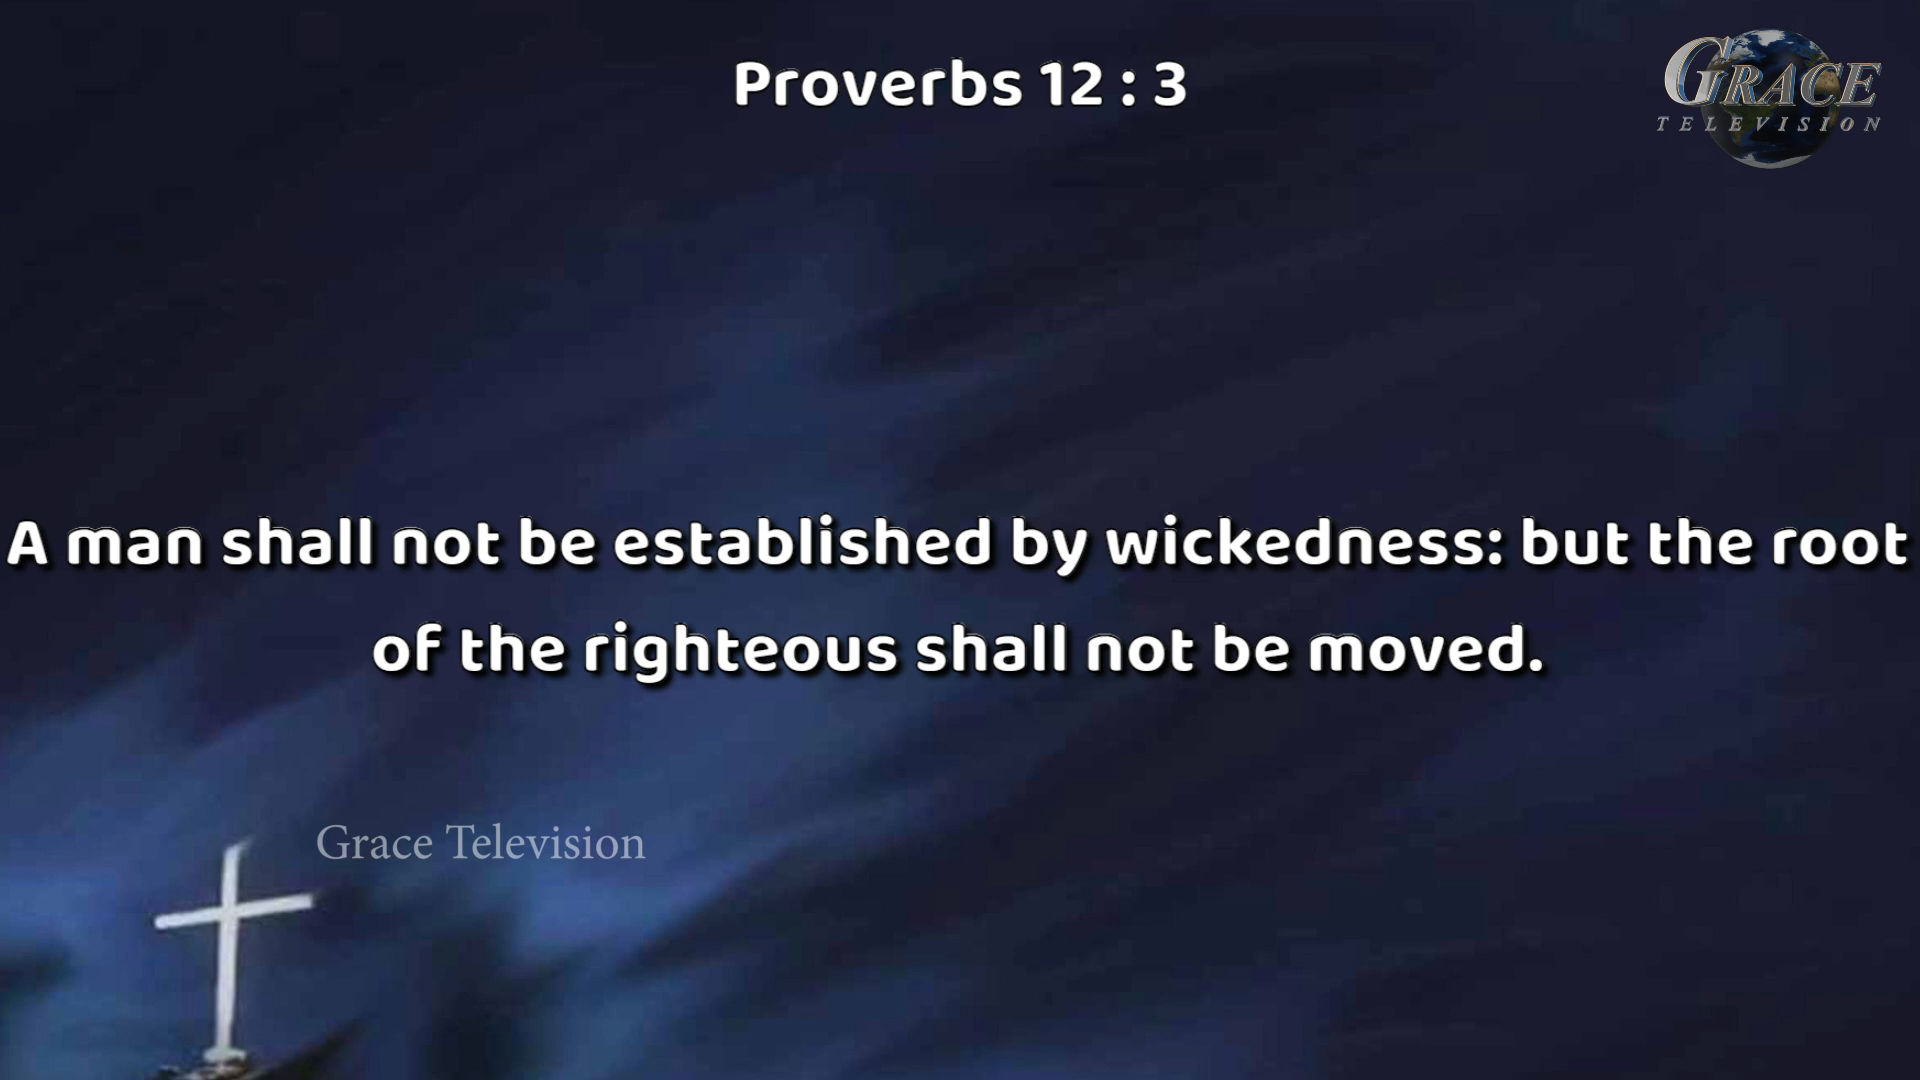 Proverbs 12 : 3
GRACE
TELEVISION
A man shall not be established by wickedness: but the root
of the righteous shall not be moved.
Grace Television